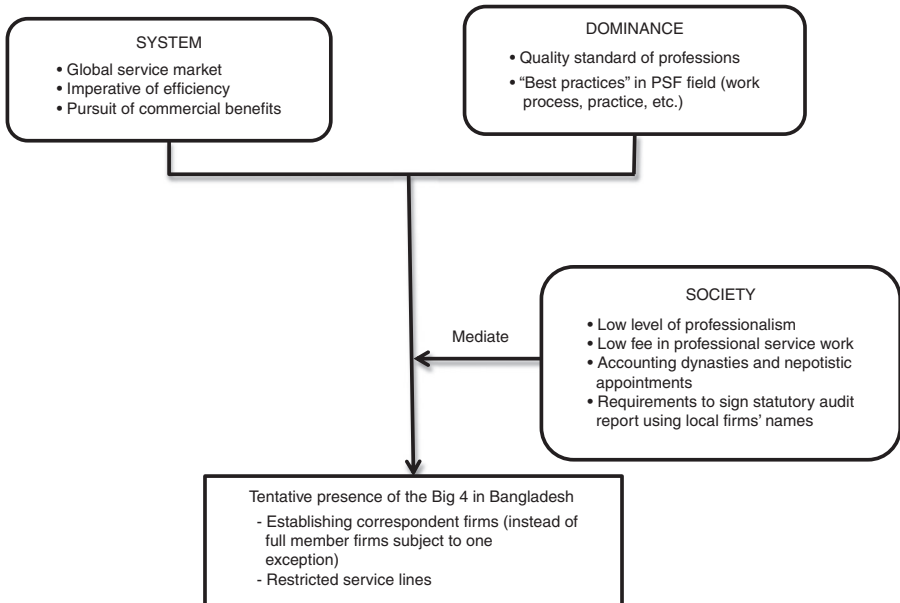 SYSTEM
• Global service market
• Imperative of efficiency
• Pursuit of commercial benefits
DOMINANCE
• Quality standard of professions
• “Best practices” in PSF field (work
process, practice, etc.)
SOCIETY
• Low level of professionalism
• Low fee in professional service work
• Accounting dynasties and nepotistic
appointments
• Requirements to sign statutory audit
report using local firms’ names
Mediate
Tentative presence of the Big 4 in Bangladesh
- Establishing correspondent firms (instead of
full member firms subject to one
exception)
- Restricted service lines